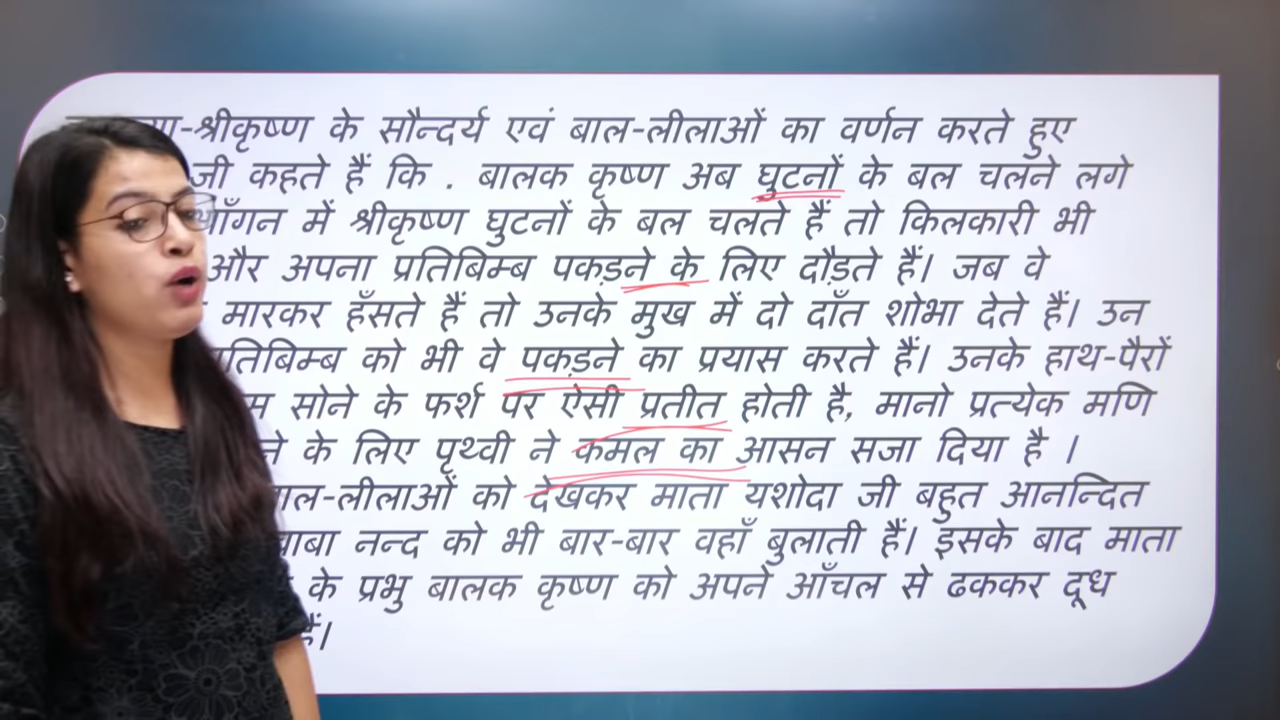 -श्रीकृष्ण के सौन्दर्य एवं बाल-लीलाओं का वर्णन करते हुए
जी कहते हैं कि . बालक कृष्ण अब घुटनों के बल चलने लगे
में श्रीकृष्ण घुटनों के बल चलते हैं तो किलकारी भी
और अपना प्रतिबिम्ब पकड़ने के लिए दौड़ते हैं। जब वे
मारकर हँसते हैं तो उनके मुख में दो दाँत शोभा देते हैं। उन
को भी वे पकड़ने का प्रयास करते हैं। उनके हाथ-पैरों
सोने के फर्श पर ऐसी प्रतीत होती है, मानो प्रत्येक मणि
के लिए पृथ्वी ने कमल का आसन सजा दिया है ।
बाल-लीलाओं को देखकर माता यशोदा जी बहुत आनन्दित
बाबा नन्द को भी बार-बार वहाँ बुलाती हैं। इसके बाद माता
के प्रभु बालक कृष्ण को अपने आँचल से ढककर दूध
हैं।